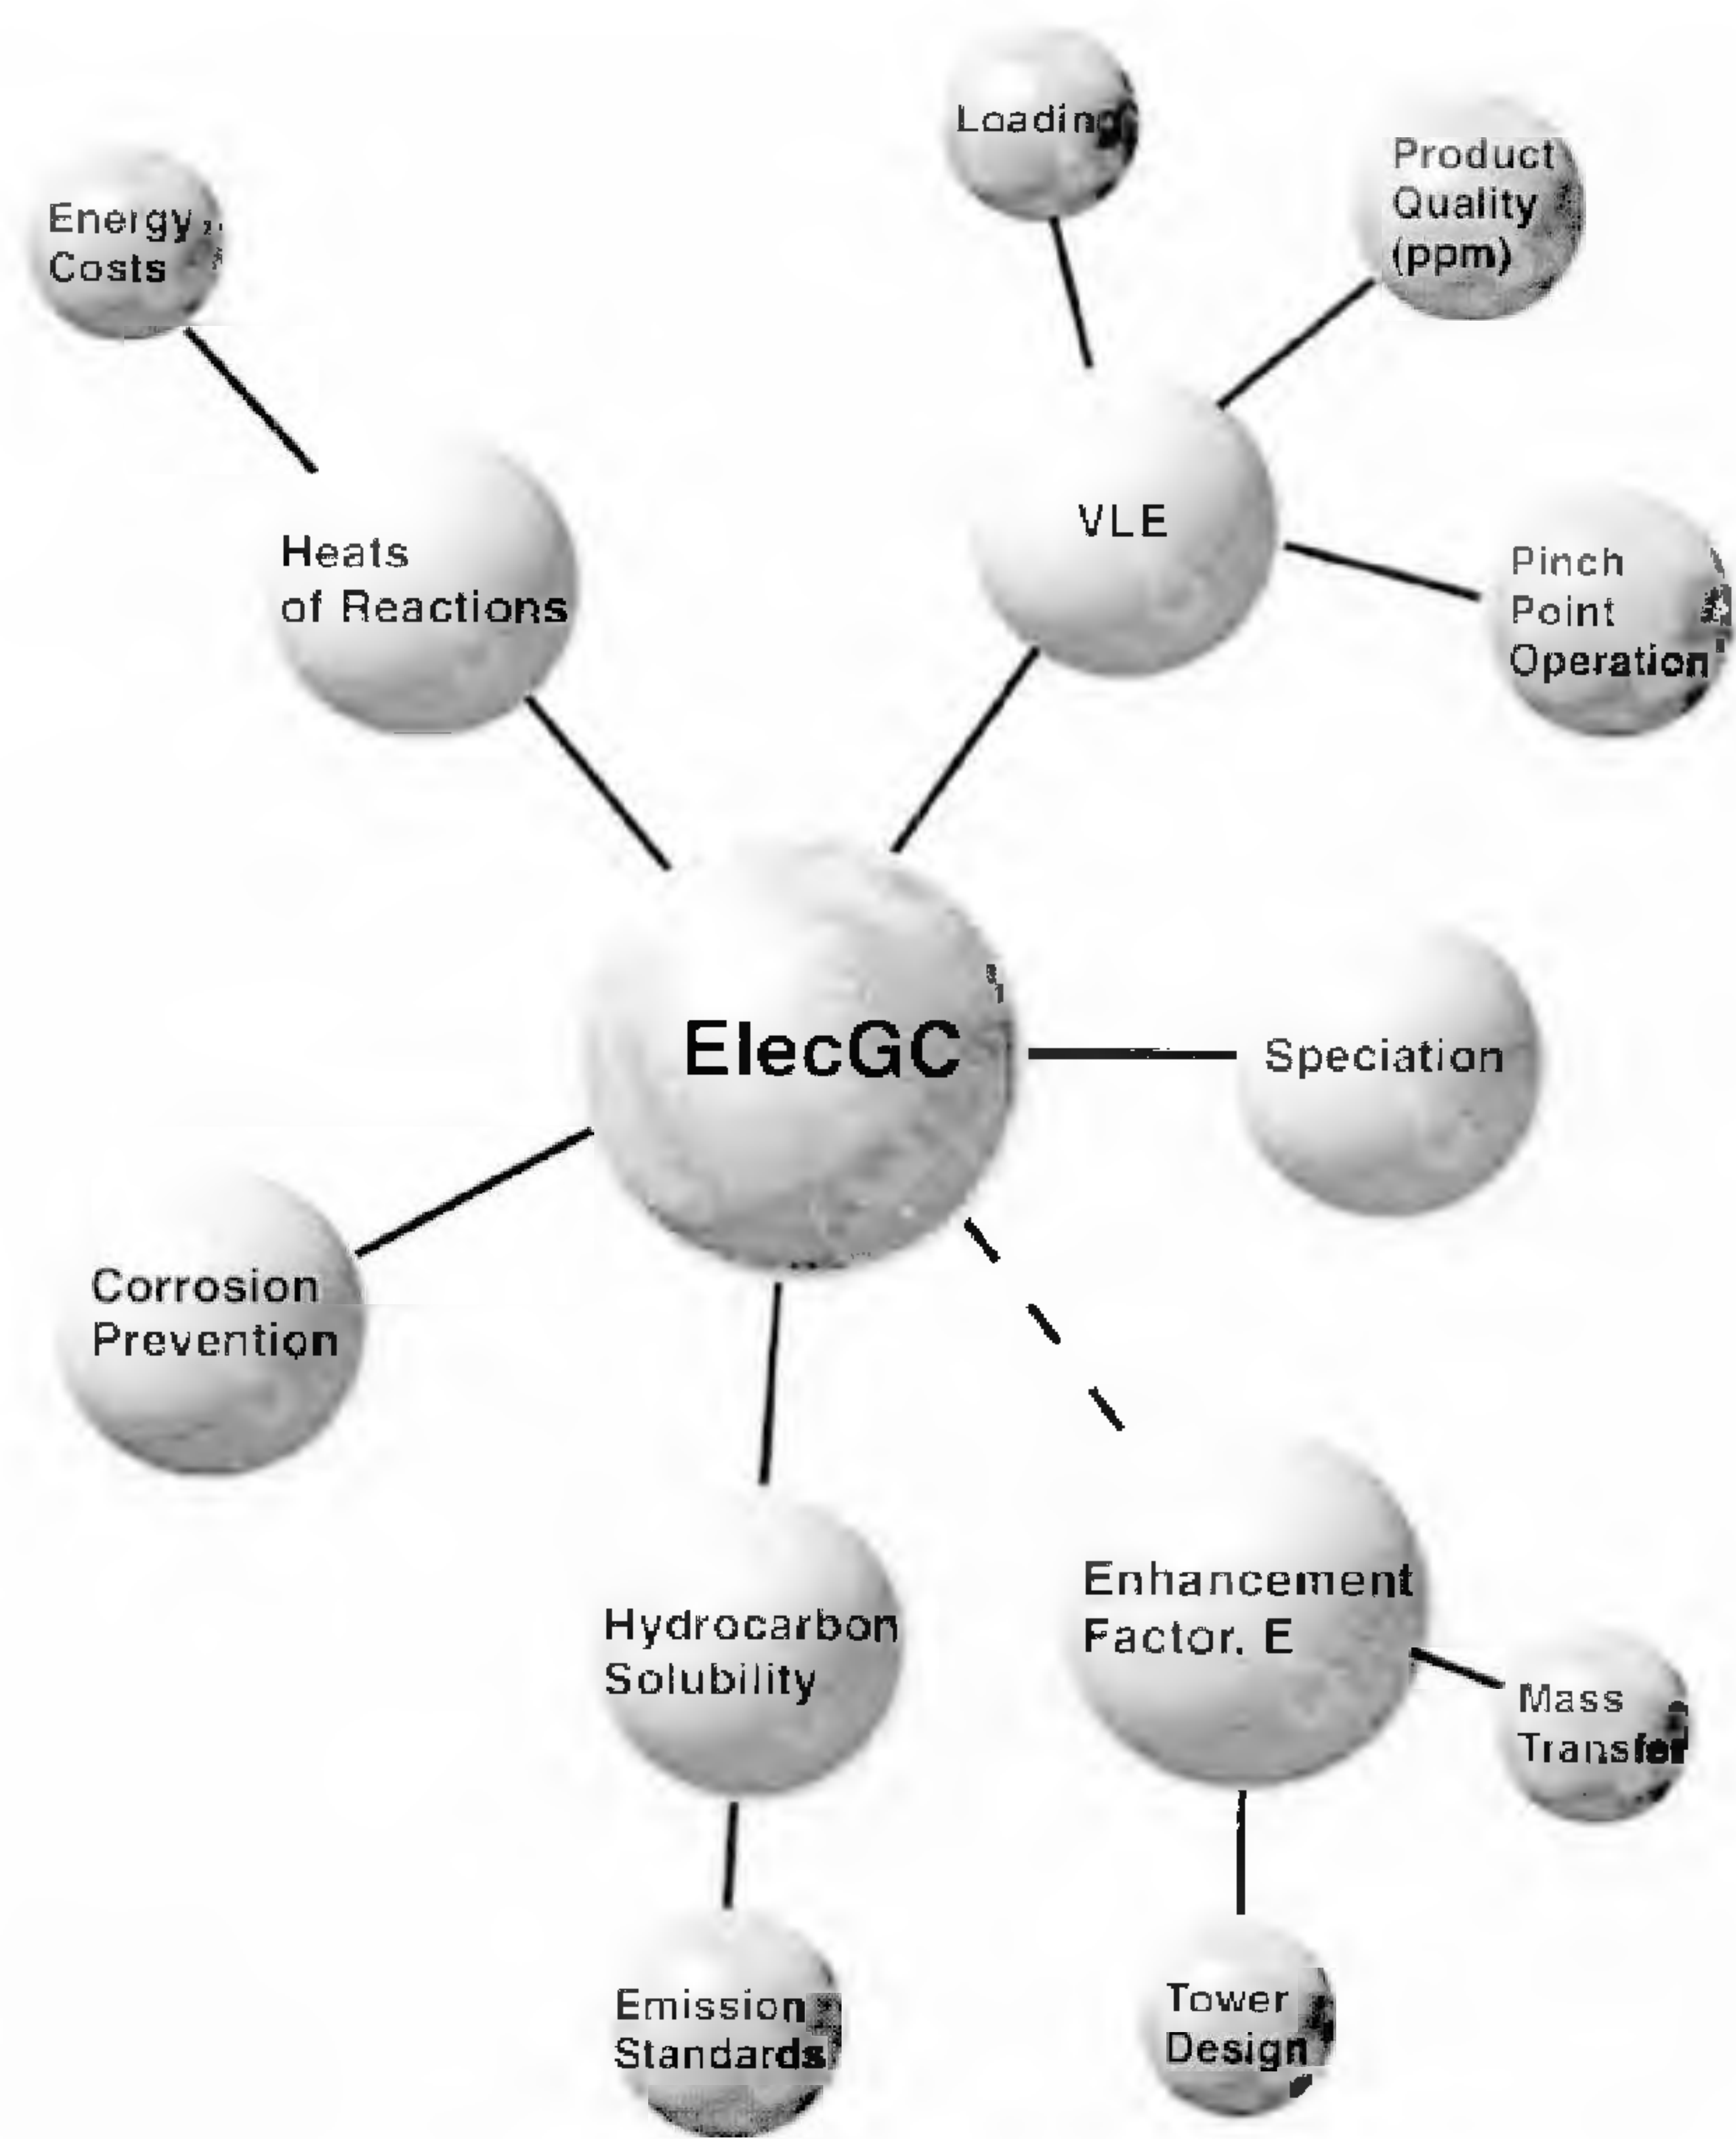 Loading
Product
Quality
(ppm)
Energy
Costs
VLE
Heats
of Reactions
Pinch
Point
Operation
ElecGC
Speciation
Corrosion
Prevention
Enhancement
Factor. E
Hydrocarbon
Solubility
Mass
Transfer
Emission
Standards
Tower
Design